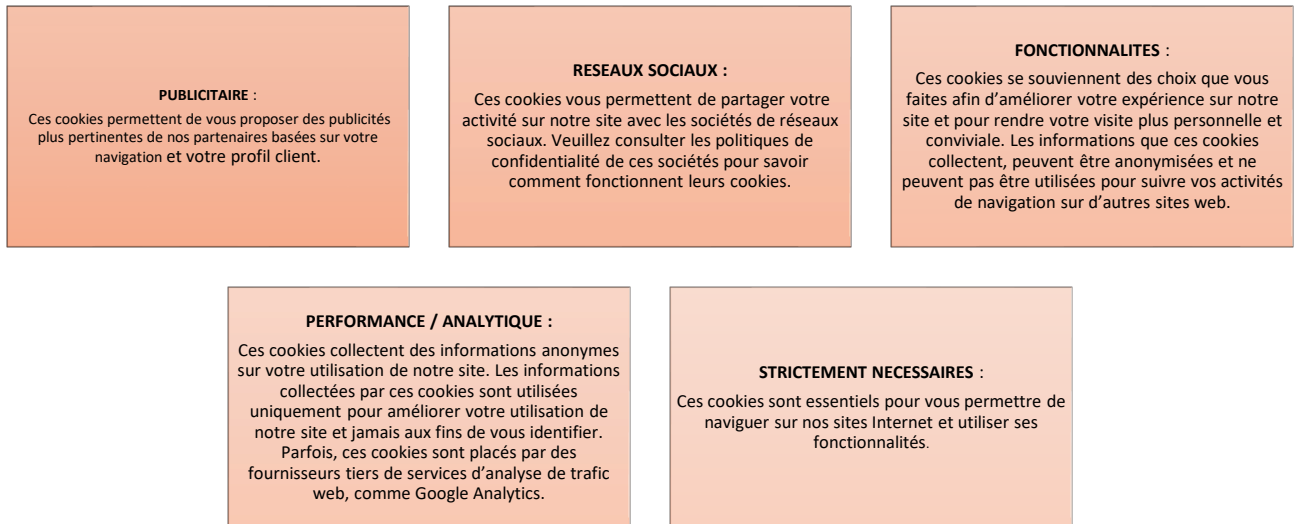 PUBLICITAIRE :
Ces cookies permettent de vous proposer des publicités
plus pertinentes de nos partenaires basées sur votre
navigation et votre profil client.
RESEAUX SOCIAUX :
Ces cookies vous permettent de partager votre
activité sur notre site avec les sociétés de réseaux
sociaux. Veuillez consulter les politiques de
confidentialité de ces sociétés pour savoir
comment fonctionnent leurs cookies.
FONCTIONNALITES :
Ces cookies se souviennent des choix que vous
faites afin d’améliorer votre expérience sur notre
site et pour rendre votre visite plus personnelle et
conviviale. Les informations que ces cookies
collectent, peuvent être anonymisées et ne
peuvent pas être utilisées pour suivre vos activités
de navigation sur d’autres sites web.
PERFORMANCE / ANALYTIQUE :
Ces cookies collectent des informations anonymes
sur votre utilisation de notre site. Les informations
collectées par ces cookies sont utilisées
uniquement pour améliorer votre utilisation de
notre site et jamais aux fins de vous identifier.
Parfois, ces cookies sont placés par des
fournisseurs tiers de services d’analyse de trafic
web, comme Google Analytics.
STRICTEMENT NECESSAIRES :
Ces cookies sont essentiels pour vous permettre de
naviguer sur nos sites Internet et utiliser ses
fonctionnalités.